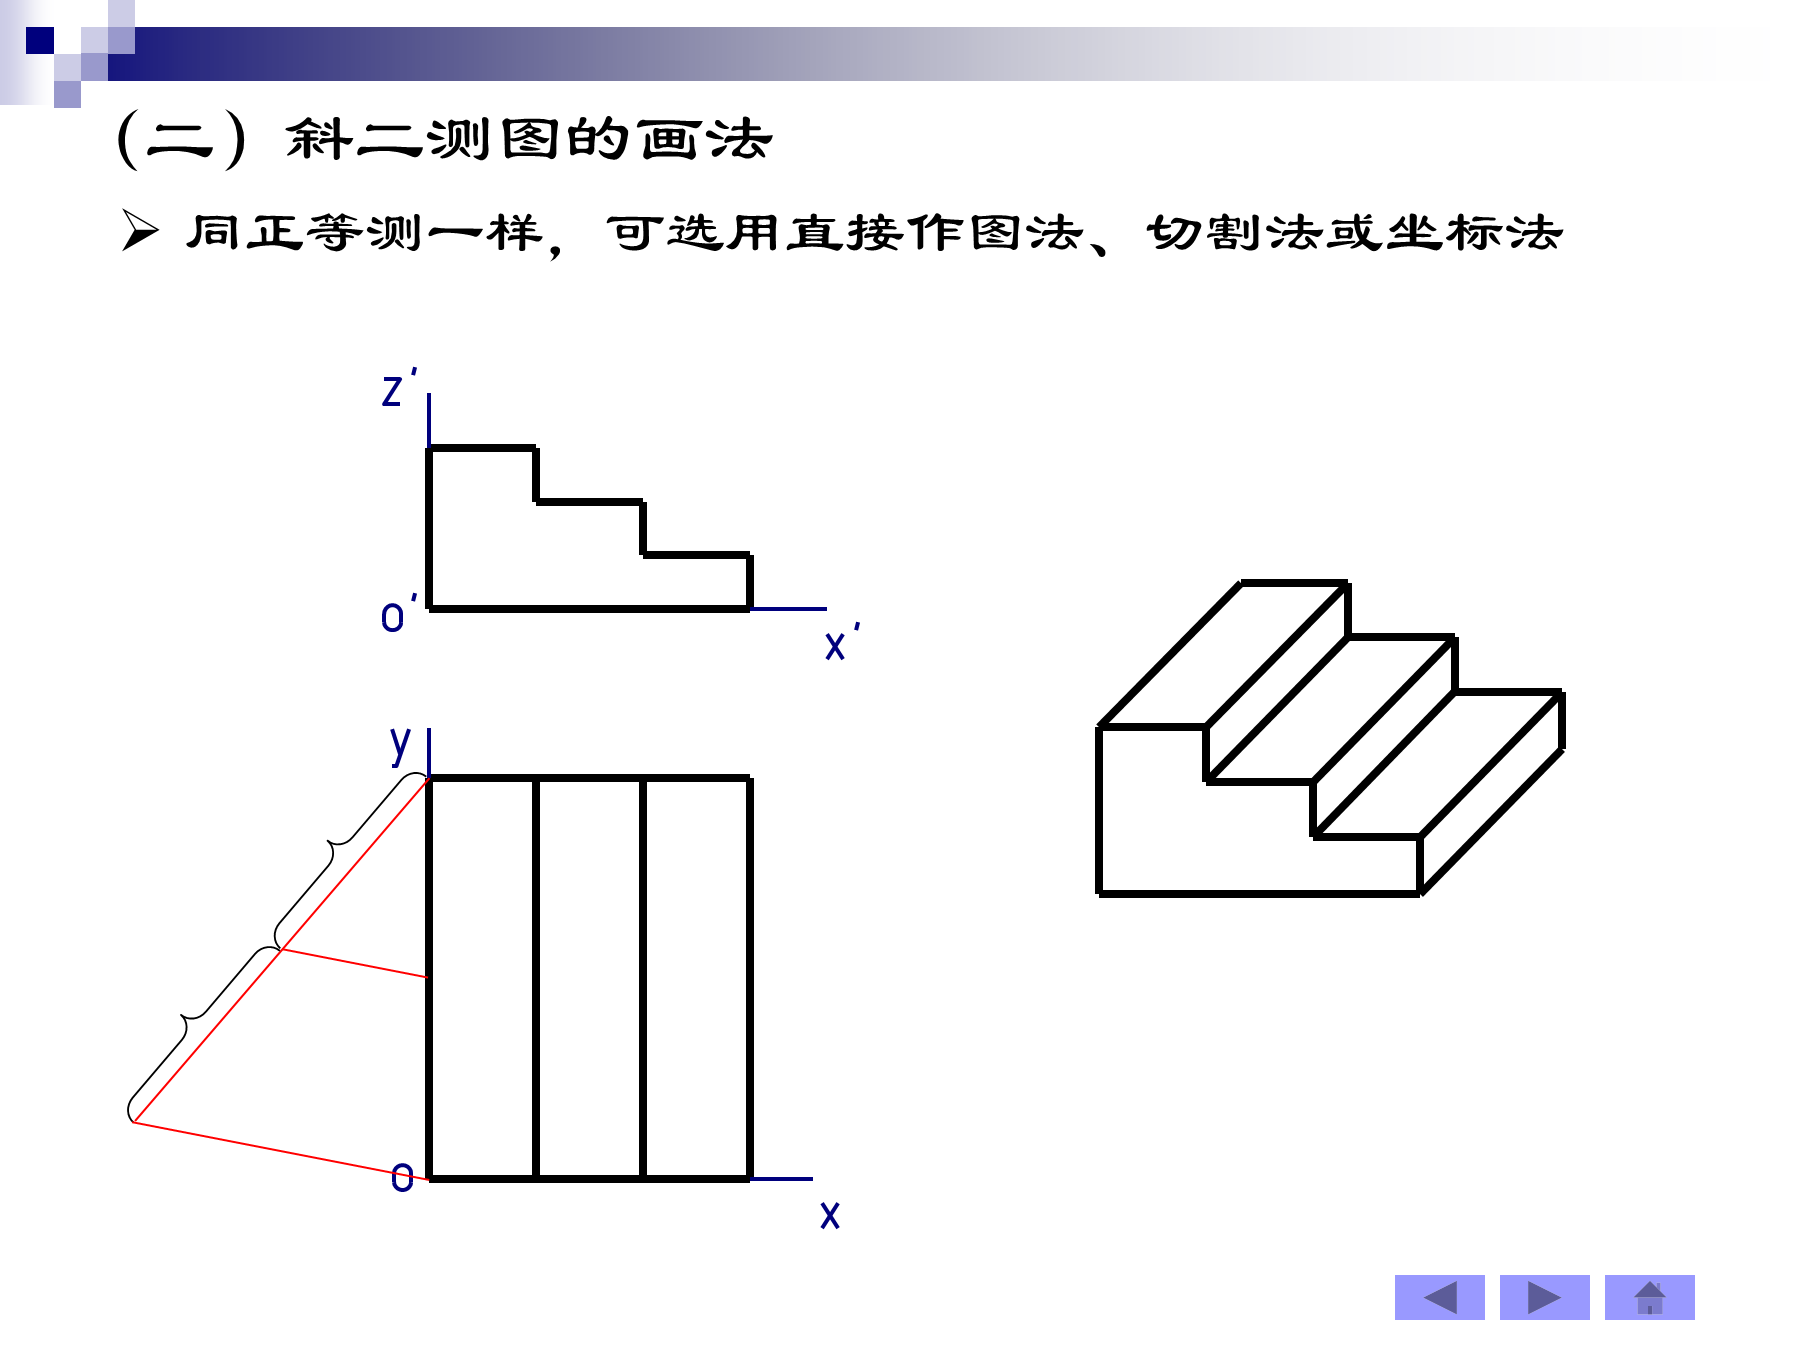 (二) 斜二测图的画法
同正等测一样，可选用直接作图法、切割法或坐标法
z′
o′
x′
y
o
x